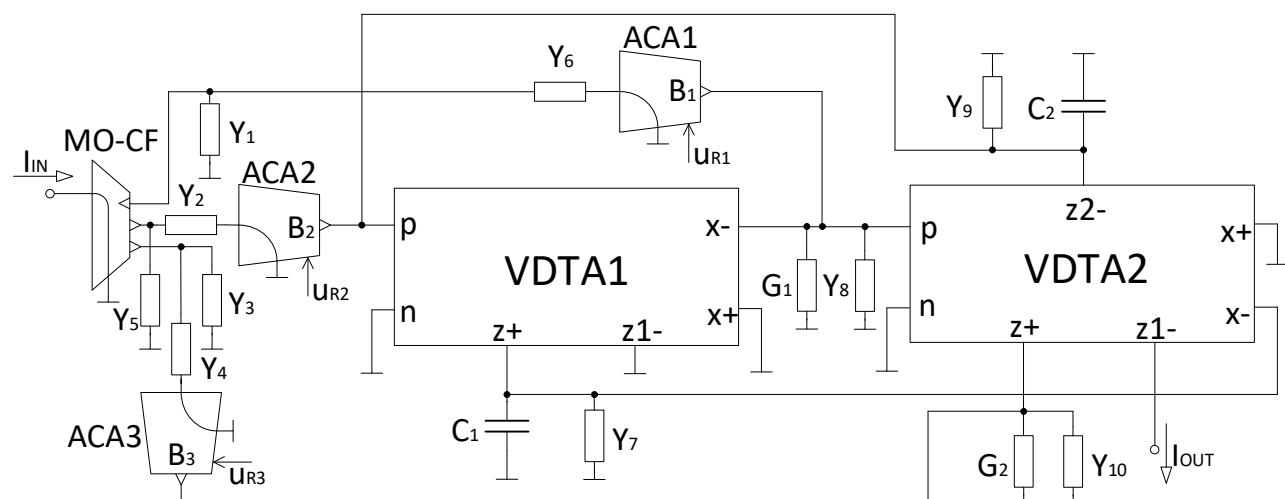 ACA1
Y6
B1
uR1
Y9
C2
MO-CF
Y1
IIN
ACA2
Y2
B2
uR2
Y5
Y3
Y4
p
x-
VDTA1
n
z+
z1-
x+
G1
Y8
p
z2-
x+
VDTA2
n
x-
z+
z1-
ACA3
B3
uR3
C1
Y7
G2
Y10
IOUT